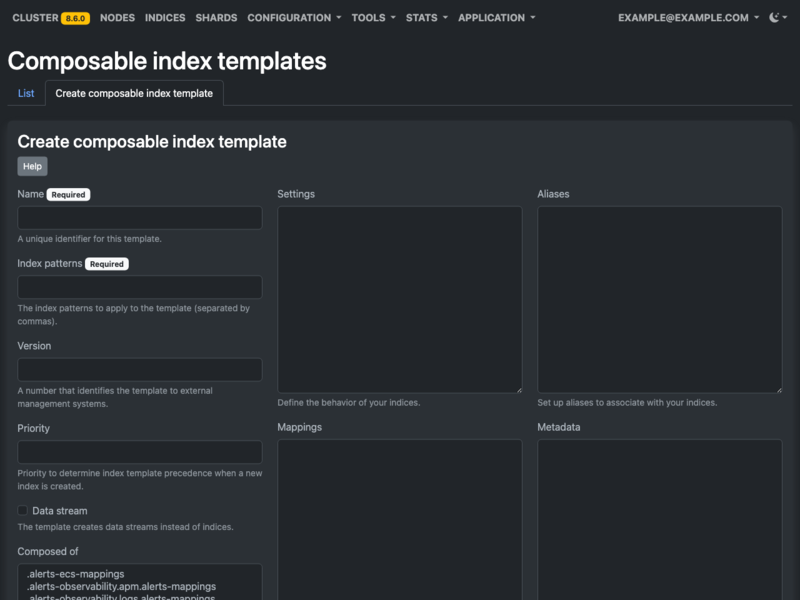 CLUSTER 8.6.0 NODES INDICES SHARDS CONFIGURATION TOOLS STATS APPLICATION EXAMPLE@EXAMPLE.COM
Composable index templates
List Create composable index template
Create composable index template
Help
Name Required
A unique identifier for this template.
Index patterns Required
The index patterns to apply to the template (separated by
commas).
Version
A number that identifies the template to external
management systems.
Priority
Priority to determine index template precedence when a new
index is created.
Data stream
The template creates data streams instead of indices.
Composed of
.alerts-ecs-mappings
.alerts-observability.apm.alerts-mappings
.alerts-observability.logs.alerts-mappings
Settings
Define the behavior of your indices.
Mappings
Aliases
Set up aliases to associate with your indices.
Metadata